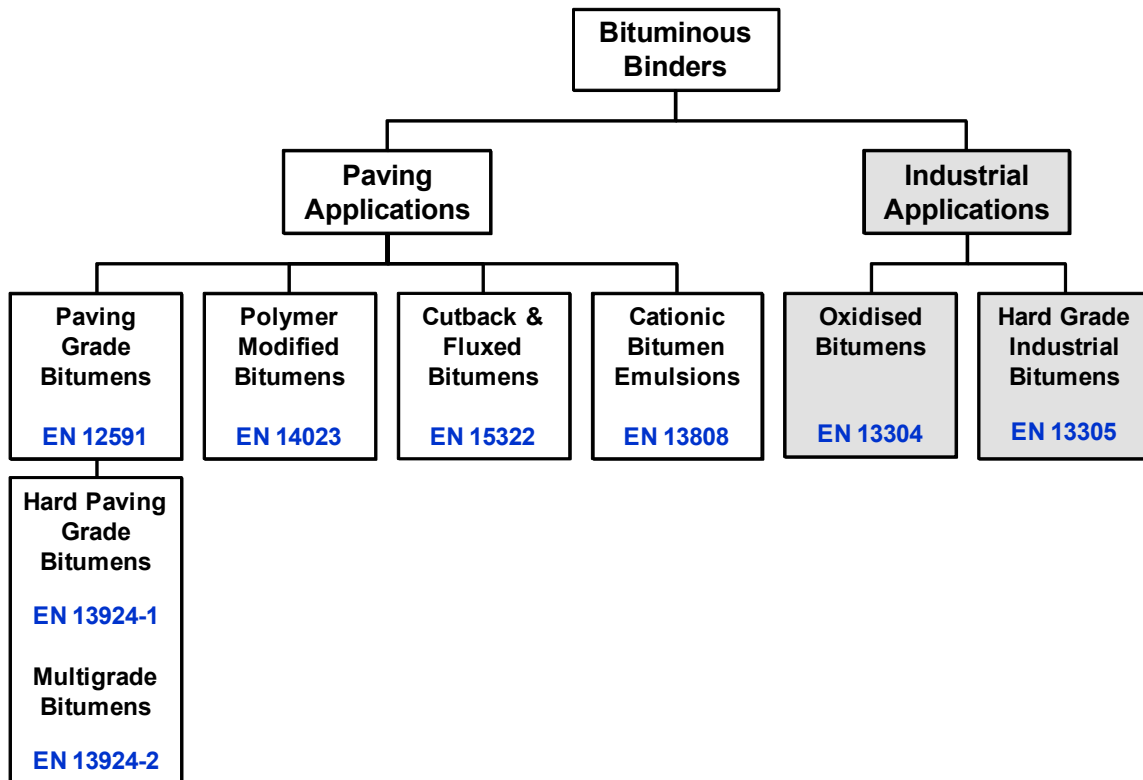 Bituminous
Binders
Paving
Applications
Industrial
Applications
Paving
Grade
Bitumens
EN 12591
Polymer
Modified
Bitumens
EN 14023
Cutback &
Fluxed
Bitumens
EN 15322
Cationic
Bitumen
Emulsions
EN 13808
Oxidised
Bitumens
EN 13304
Hard Grade
Industrial
Bitumens
EN 13305
Hard Paving
Grade
Bitumens
EN 13924-1
Multigrade
Bitumens
EN 13924-2